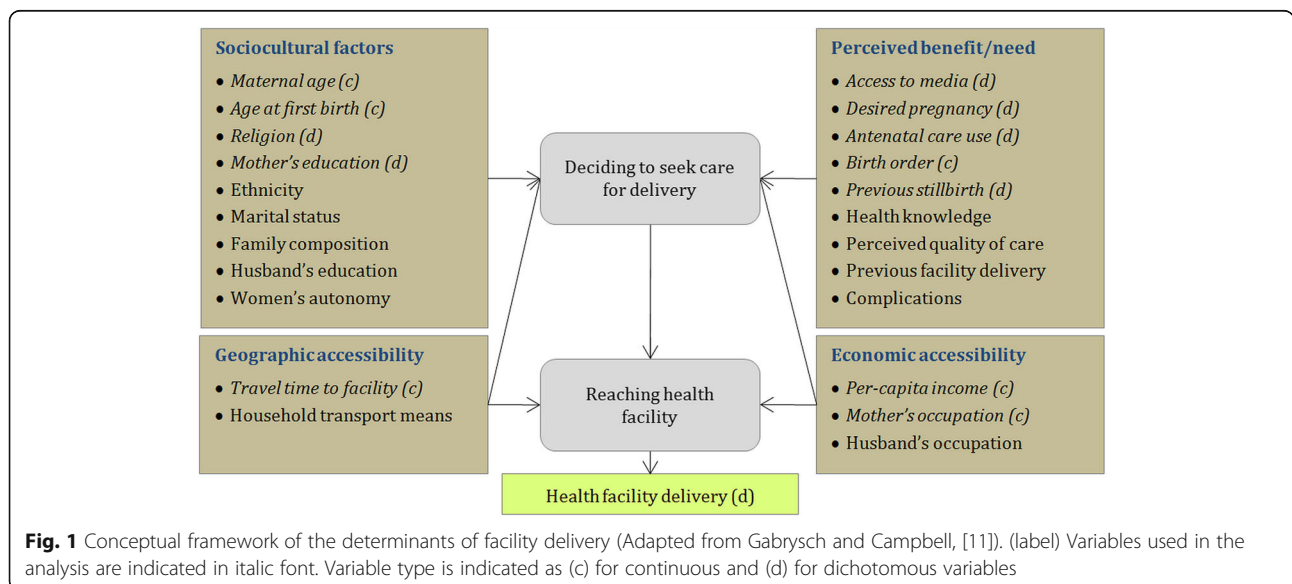 Sociocultural factors
• Maternal age (c)
• Age at first birth (c)
• Religion (d)
• Mother's education (d)
• Ethnicity
• Marital status
• Family composition
• Husband's education
• Women's autonomy
Geographic accessibility
• Travel time to facility (c)
• Household transport means
Deciding to seek care
for delivery
Reaching health
facility
Health facility delivery (d)
Perceived benefit/need
• Access to media (d)
• Desired pregnancy (d)
• Antenatal care use (d)
• Birth order (c)
• Previous stillbirth (d)
• Health knowledge
• Perceived quality of care
• Previous facility delivery
• Complications
Economic accessibility
• Per-capita income (c)
• Mother's occupation (c)
• Husband's occupation
Fig. 1 Conceptual framework of the determinants of facility delivery (Adapted from Gabrysch and Campbell, [11]). (label) Variables used in the
analysis are indicated in italic font. Variable type is indicated as (c) for continuous and (d) for dichotomous variables